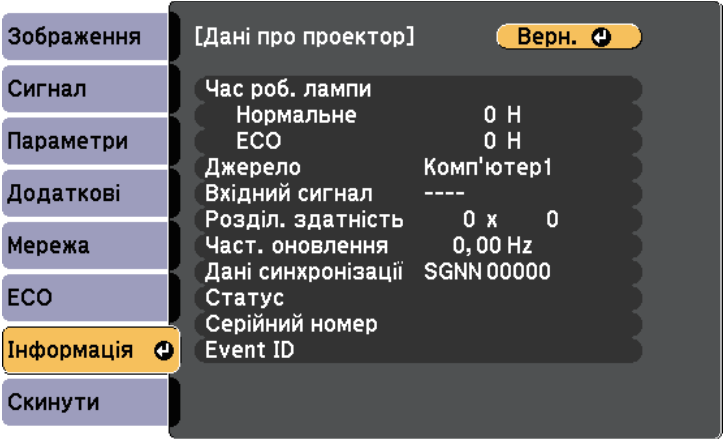 Зображення
Сигнал
Параметри
Додаткові
Мережа
ECO
Інформація
Скинути
[Дані про проектор] Верн.
Час роб. лампи
Нормальне 0 H
ECO 0 H
Джерело Комп'ютер1
Вхідний сигнал ----
Розділ. здатність 0 x 0
Част. оновлення 0,00 Hz
Дані синхронізації SGNN 00000
Статус
Серійний номер
Event ID